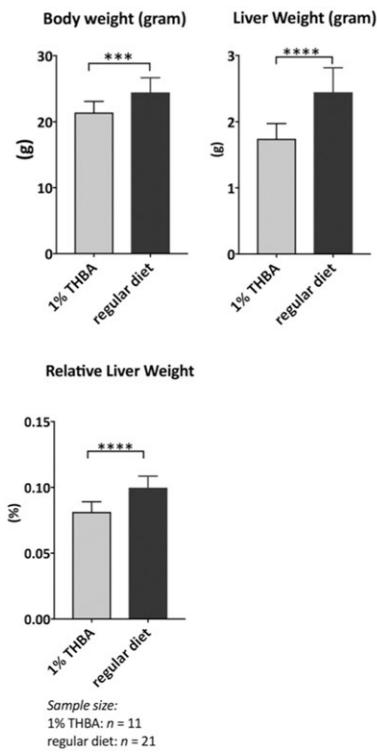 Body weight (gram)
***
30
20
10
0
(g)
1% THBA
regular diet
Liver Weight (gram)
****
3
2
1
0
(g)
1% THBA
regular diet
Relative Liver Weight
****
0.15
0.10
0.05
0.00
(%)
1% THBA
regular diet
Sample size:
1% THBA: n = 11
regular diet: n = 21